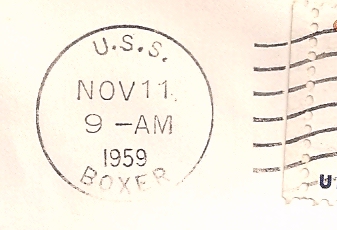 U.S.S.
NOV 11
9 -AM
1959
BOXER
U